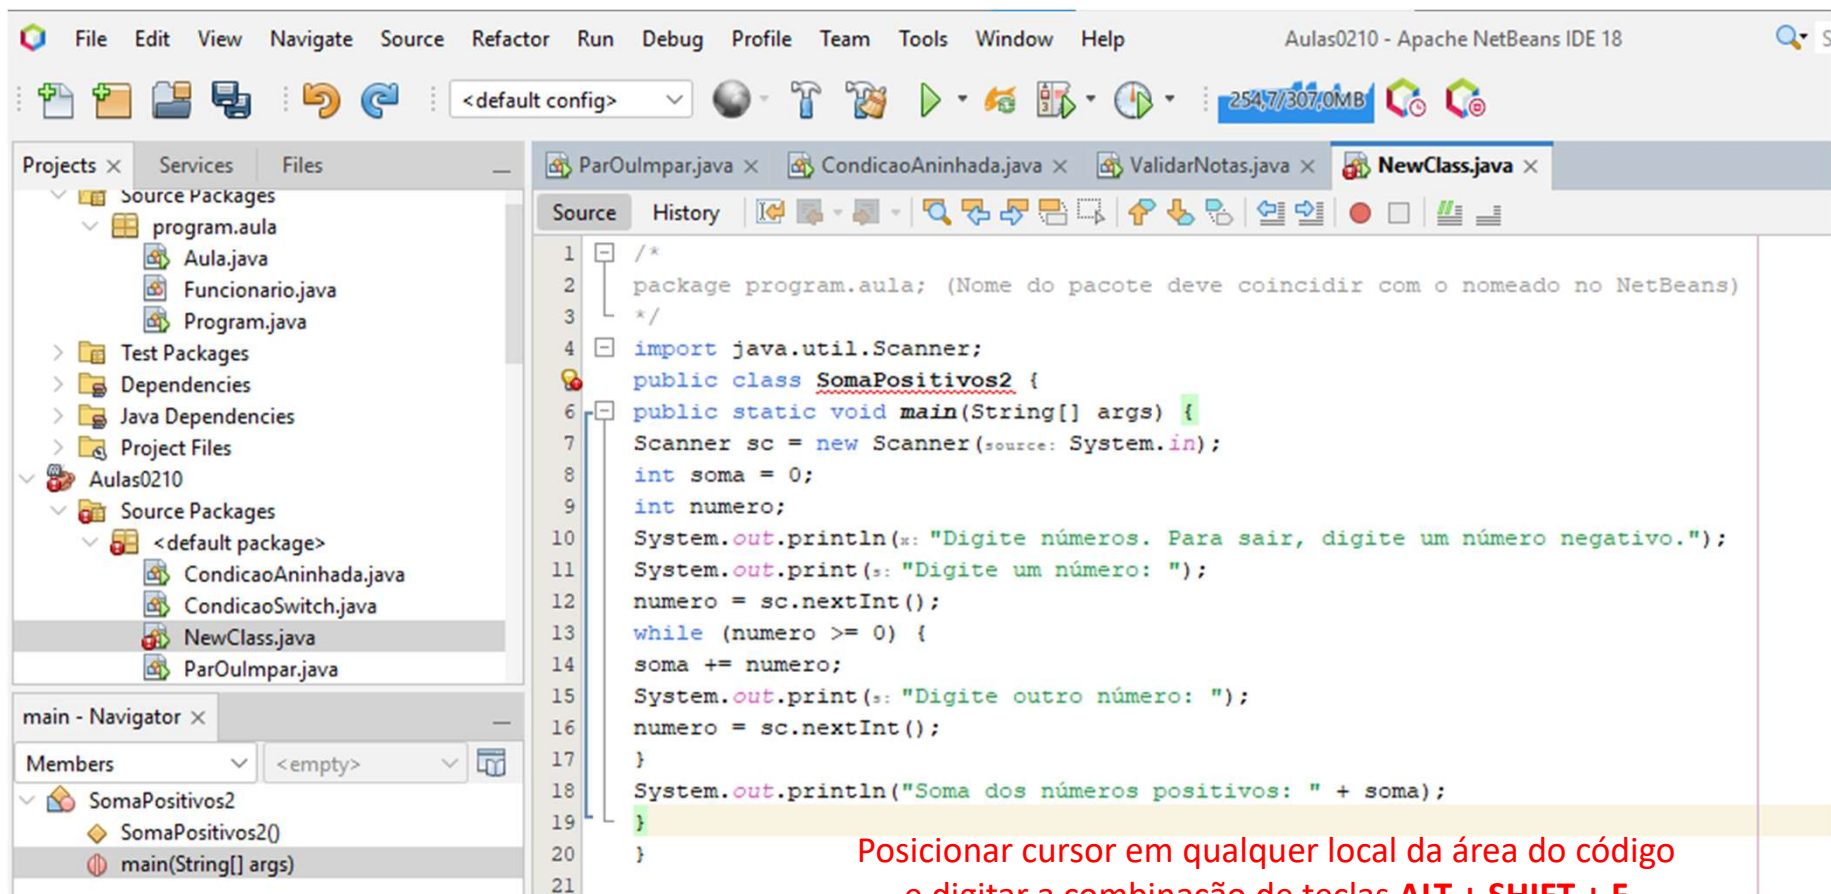 File Edit View Navigate Source Refactor Run Debug Profile Team Tools Window Help Aulas0210 - Apache NetBeans IDE 18 S
<default config> 254,7/307,0MB
Projects Services Files
ParOuImpar.java CondicaoAninhada.java ValidarNotas.java NewClass.java
Source History
Source Packages
program.aula
Aula.java
Funcionario.java
Program.java
Test Packages
Dependencies
Java Dependencies
Project Files
Aulas0210
Source Packages
<default package>
CondicaoAninhada.java
CondicaoSwitch.java
NewClass.java
ParOuImpar.java
main - Navigator
Members <empty>
SomaPositivos2
SomaPositivos2()
main(String[] args)
1 /*
2 package program.aula; (Nome do pacote deve coincidir com o nomeado no NetBeans)
3 */
4 import java.util.Scanner;
public class SomaPositivos2 {
6 public static void main(String[] args) {
7 Scanner sc = new Scanner(source: System.in);
8 int soma = 0;
9 int numero;
10 System.out.println(x: "Digite números. Para sair, digite um número negativo.");
11 System.out.print(s: "Digite um número: ");
12 numero = sc.nextInt();
13 while (numero >= 0) {
14 soma += numero;
15 System.out.print(s: "Digite outro número: ");
16 numero = sc.nextInt();
17 }
18 System.out.println("Soma dos números positivos: " + soma);
19 }
20 }
21
Posicionar cursor em qualquer local da área do código
e digitar a combinação de teclas ALT + SHIFT + F